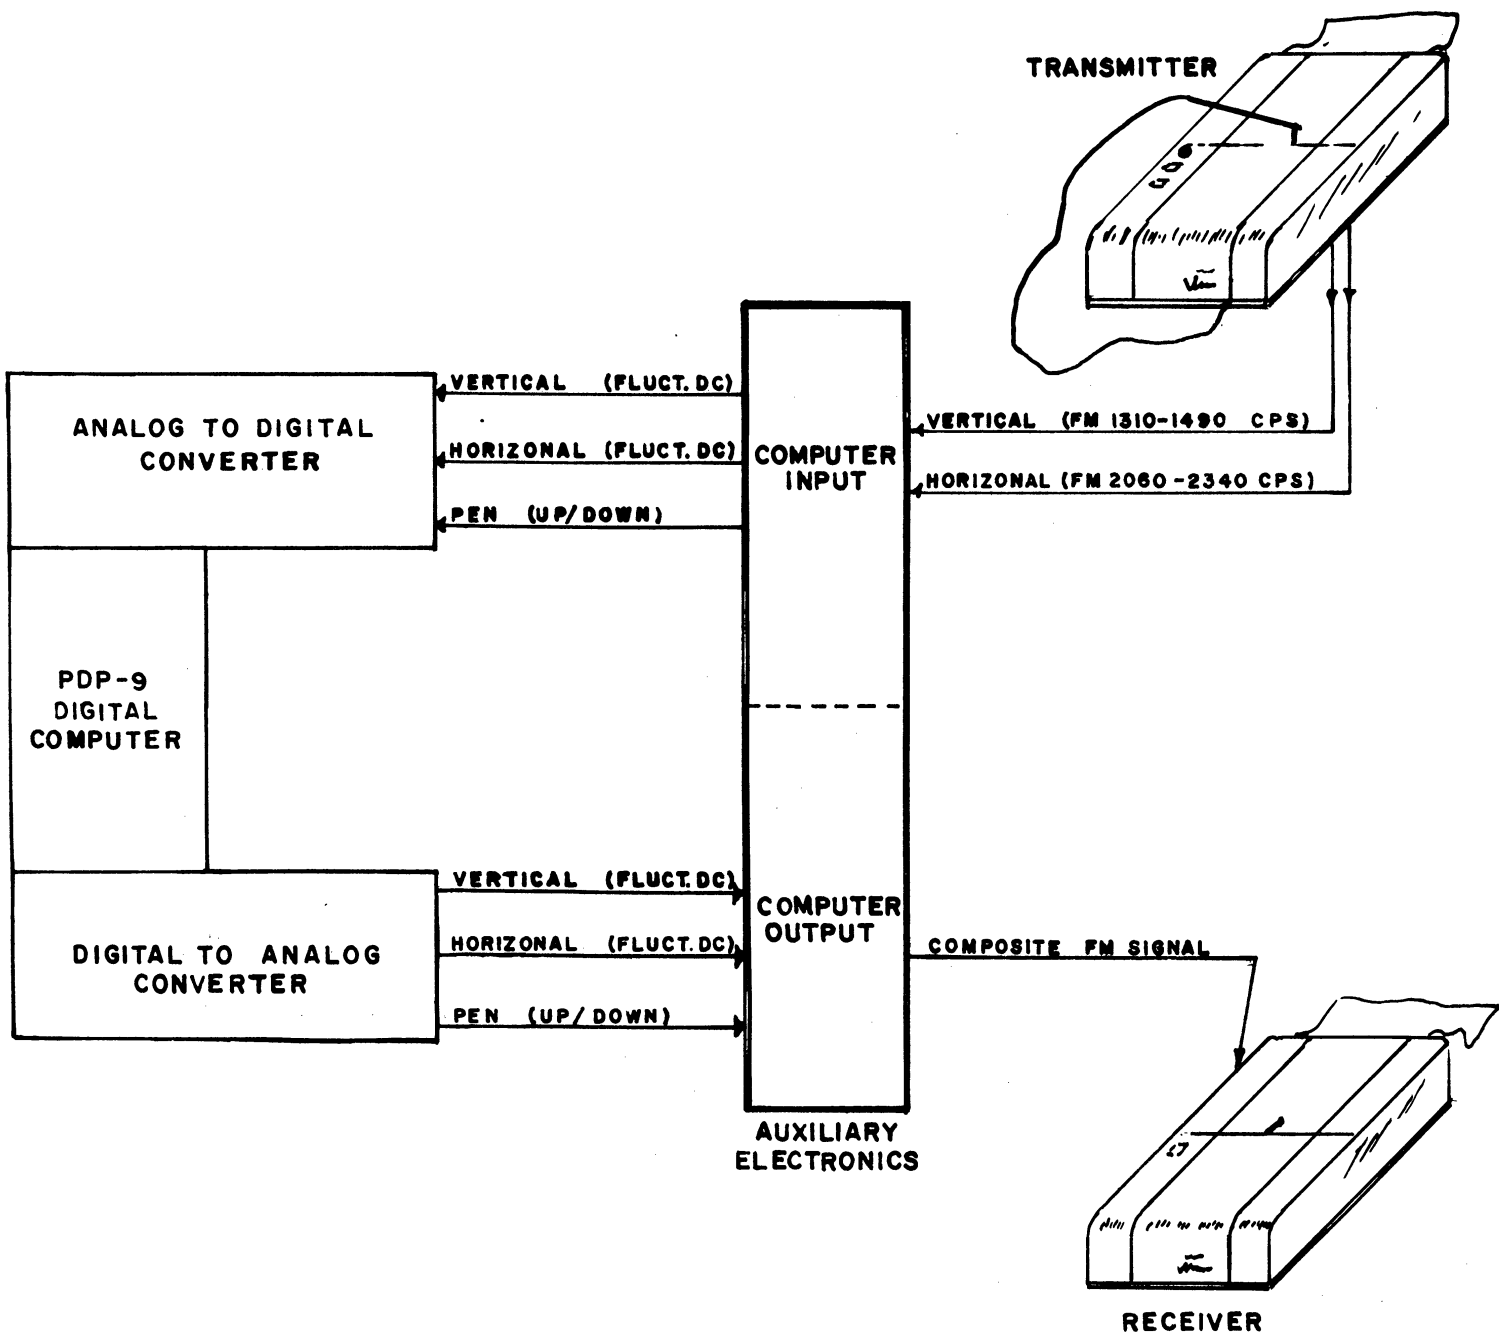 TRANSMITTER
VERTICAL (FLUCT. DC)
ANALOG TO DIGITAL
CONVERTER
HORIZONAL (FLUCT. DC)
PEN (UP/DOWN)
COMPUTER
INPUT
VERTICAL (FM 1310-1490 CPS)
HORIZONAL (FM 2060-2340 CPS)
PDP-9
DIGITAL
COMPUTER
VERTICAL (FLUCT. DC)
DIGITAL TO ANALOG
CONVERTER
HORIZONAL (FLUCT. DC)
PEN (UP/DOWN)
COMPUTER
OUTPUT
COMPOSITE FM SIGNAL
AUXILIARY
ELECTRONICS
RECEIVER